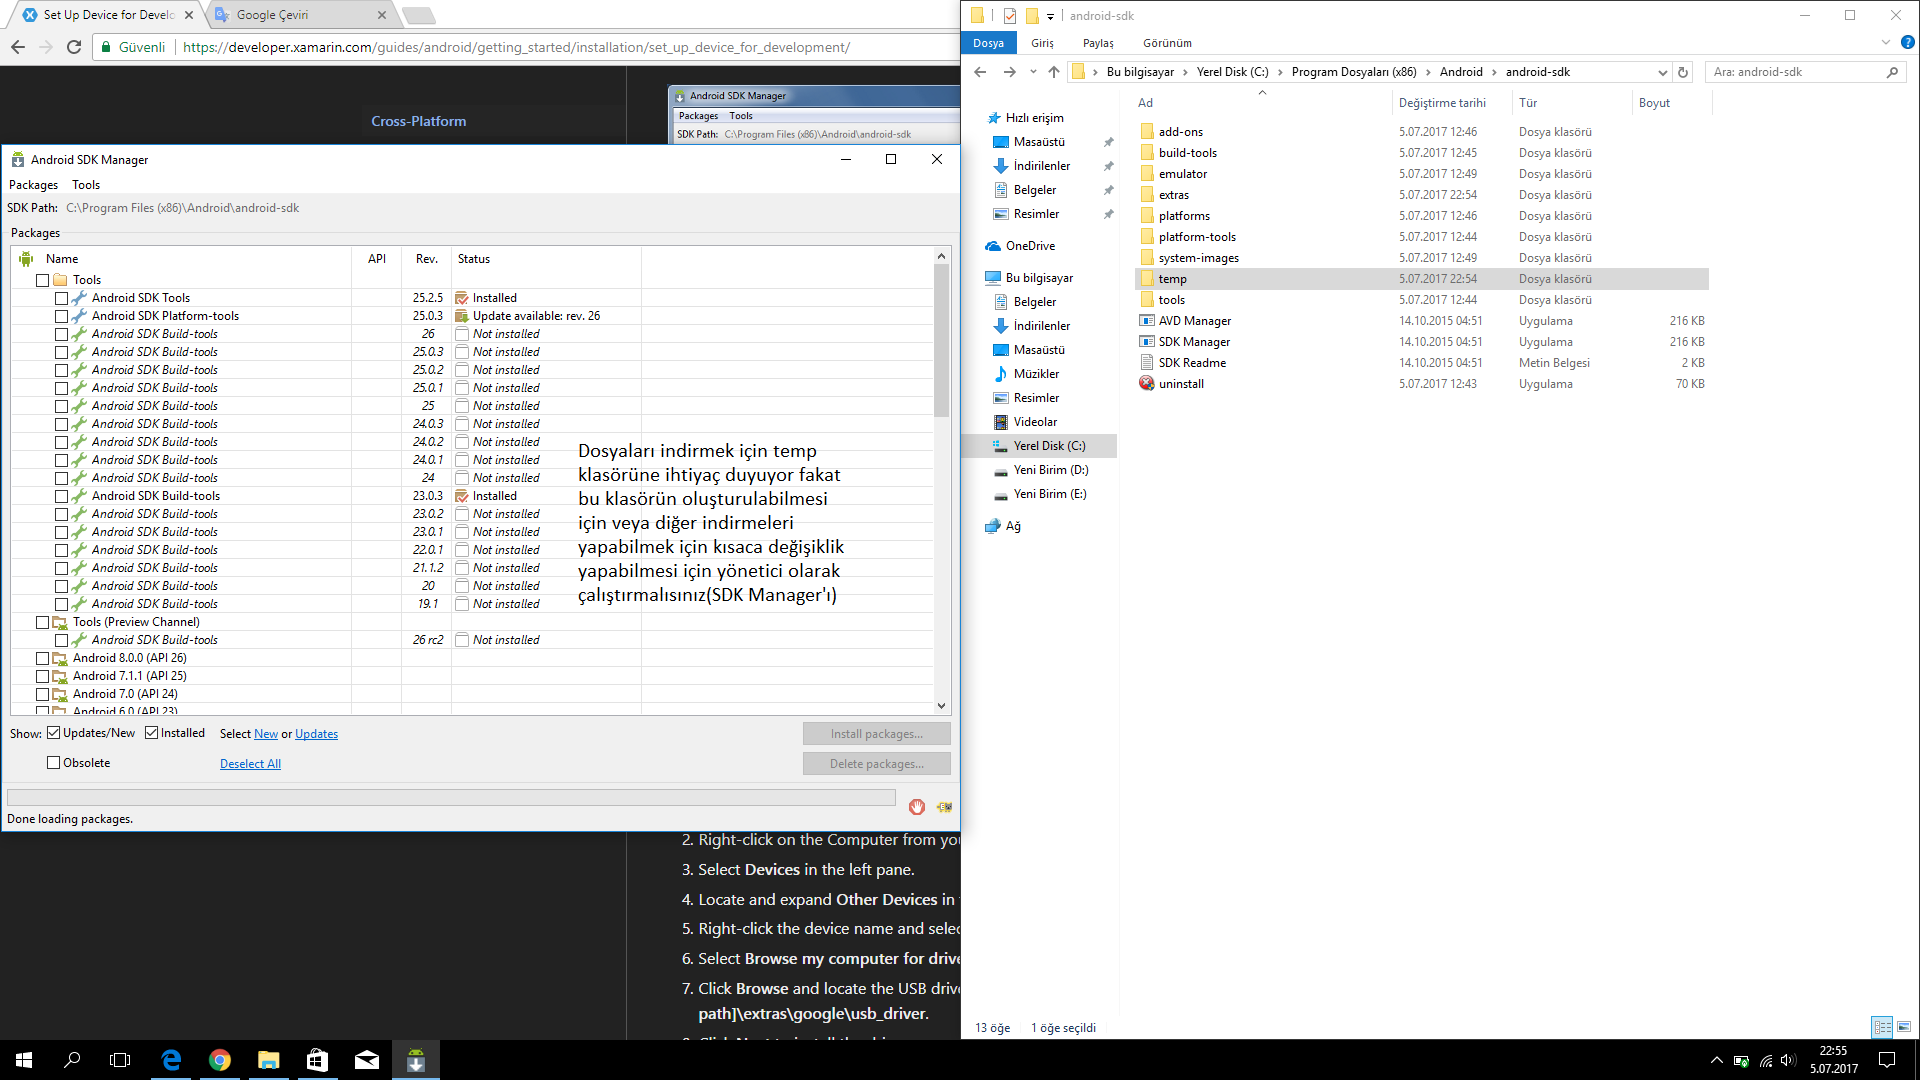 Set Up Device for Develo
Google Çeviri
Güvenli
https://developer.xamarin.com/guides/android/getting_started/installation/set_up_device_for_development/
Cross-Platform
Android SDK Manager
Packages Tools
SDK Path: C:\Program Files (x86)\Android\android-sdk
Android SDK Manager
Packages Tools
SDK Path: C:\Program Files (x86)\Android\android-sdk
Packages
Name API Rev. Status
Tools
Android SDK Tools 25.2.5 Installed
Android SDK Platform-tools 25.0.3 Update available: rev. 26
Android SDK Build-tools 26 Not installed
Android SDK Build-tools 25.0.3 Not installed
Android SDK Build-tools 25.0.2 Not installed
Android SDK Build-tools 25.0.1 Not installed
Android SDK Build-tools 25 Not installed
Android SDK Build-tools 24.0.3 Not installed
Android SDK Build-tools 24.0.2 Not installed
Android SDK Build-tools 24.0.1 Not installed
Android SDK Build-tools 24 Not installed
Android SDK Build-tools 23.0.3 Installed
Android SDK Build-tools 23.0.2 Not installed
Android SDK Build-tools 23.0.1 Not installed
Android SDK Build-tools 22.0.1 Not installed
Android SDK Build-tools 21.1.2 Not installed
Android SDK Build-tools 20 Not installed
Android SDK Build-tools 19.1 Not installed
Tools (Preview Channel)
Android SDK Build-tools 26 rc2 Not installed
Android 8.0.0 (API 26)
Android 7.1.1 (API 25)
Android 7.0 (API 24)
Android 6.0 (API 23)
Dosyaları indirmek için temp
klasörüne ihtiyaç duyuyor fakat
bu klasörün oluşturulabilmesi
için veya diğer indirmeleri
yapabilmek için kısaca değişiklik
yapabilmesi için yönetici olarak
çalıştırmalısınız(SDK Manager'ı)
Show: Updates/New Installed Select New or Updates
Install packages...
Obsolete Deselect All
Delete packages...
Done loading packages.
2. Right-click on the Computer from you
3. Select Devices in the left pane.
4. Locate and expand Other Devices in
5. Right-click the device name and selec
6. Select Browse my computer for drive
7. Click Browse and locate the USB drive
path]\extras\google\usb_driver.
android-sdk
Dosya Giriş Paylaş Görünüm
Bu bilgisayar Yerel Disk (C:) Program Dosyaları (x86) Android android-sdk
Ara: android-sdk
Hızlı erişim
Masaüstü
İndirilenler
Belgeler
Resimler
OneDrive
Bu bilgisayar
Belgeler
İndirilenler
Masaüstü
Müzikler
Resimler
Videolar
Yerel Disk (C:)
Yeni Birim (D:)
Yeni Birim (E:)
Ağ
Ad Değiştirme tarihi Tür Boyut
add-ons 5.07.2017 12:46 Dosya klasörü
build-tools 5.07.2017 12:45 Dosya klasörü
emulator 5.07.2017 12:49 Dosya klasörü
extras 5.07.2017 22:54 Dosya klasörü
platforms 5.07.2017 12:46 Dosya klasörü
platform-tools 5.07.2017 12:44 Dosya klasörü
system-images 5.07.2017 12:49 Dosya klasörü
temp 5.07.2017 22:54 Dosya klasörü
tools 5.07.2017 12:44 Dosya klasörü
AVD Manager 14.10.2015 04:51 Uygulama 216 KB
SDK Manager 14.10.2015 04:51 Uygulama 216 KB
SDK Readme 14.10.2015 04:51 Metin Belgesi 2 KB
uninstall 5.07.2017 12:43 Uygulama 70 KB
13 öğe 1 öğe seçildi
22:55
5.07.2017